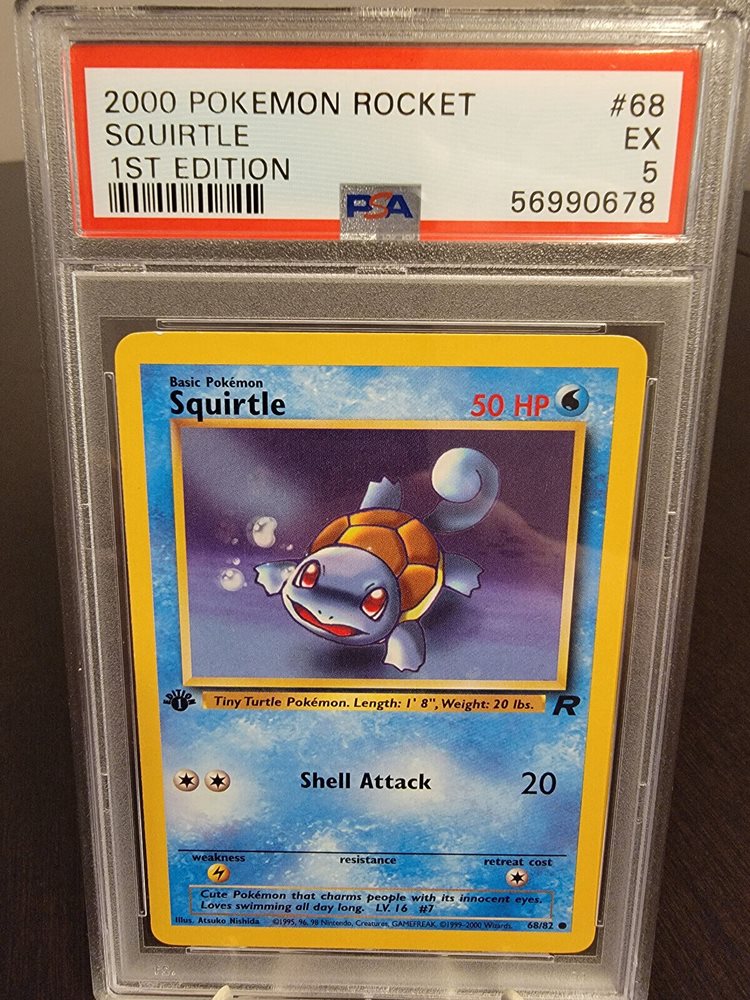 2000 POKEMON ROCKET #68
SQUIRTLE EX
1ST EDITION 5
PSA 56990678
Basic Pokémon
Squirtle 50 HP
EDITION 1
Tiny Turtle Pokémon. Length: 1' 8", Weight: 20 lbs. R
Shell Attack 20
weakness resistance retreat cost
Cute Pokémon that charms people with its innocent eyes.
Loves swimming all day long. LV. 16 #7
Illus. Atsuko Nishida ©1995, 96, 98 Nintendo, Creatures, GAMEFREAK. ©1999-2000 Wizards. 68/82